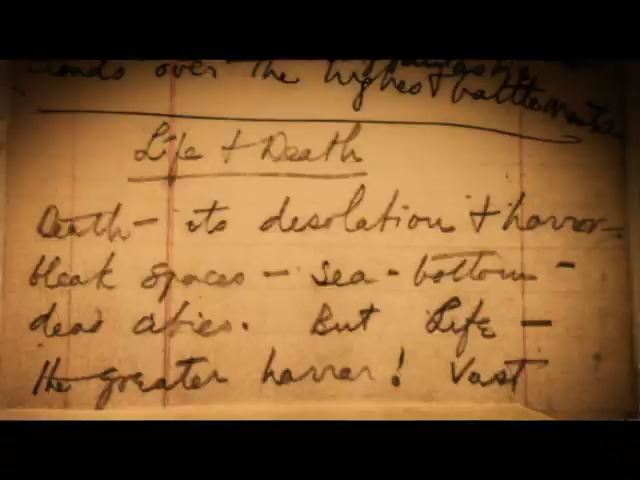 over the highest battlements
Life + Death
Death - its desolation + horror -
bleak spaces - sea-bottom -
dead cities. But Life -
the greater horror! Vast